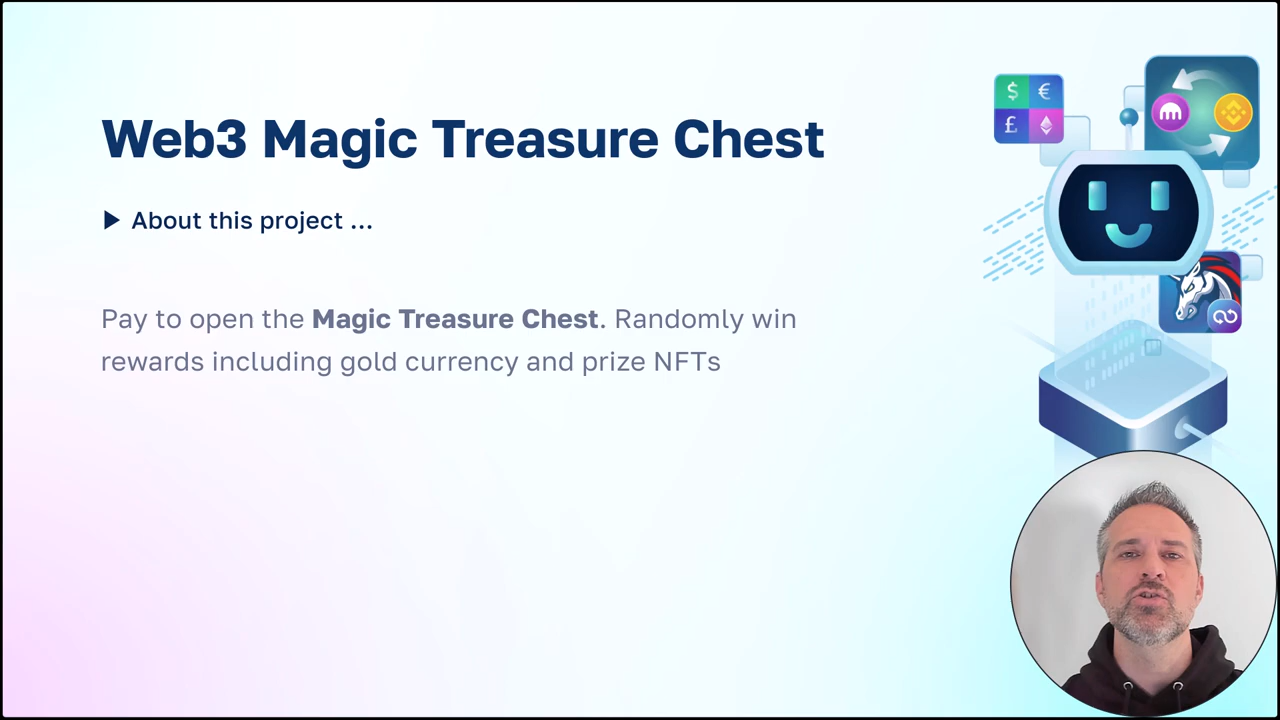 Web3 Magic Treasure Chest
▶ About this project ...
Pay to open the Magic Treasure Chest. Randomly win
rewards including gold currency and prize NFTs
$ €
£